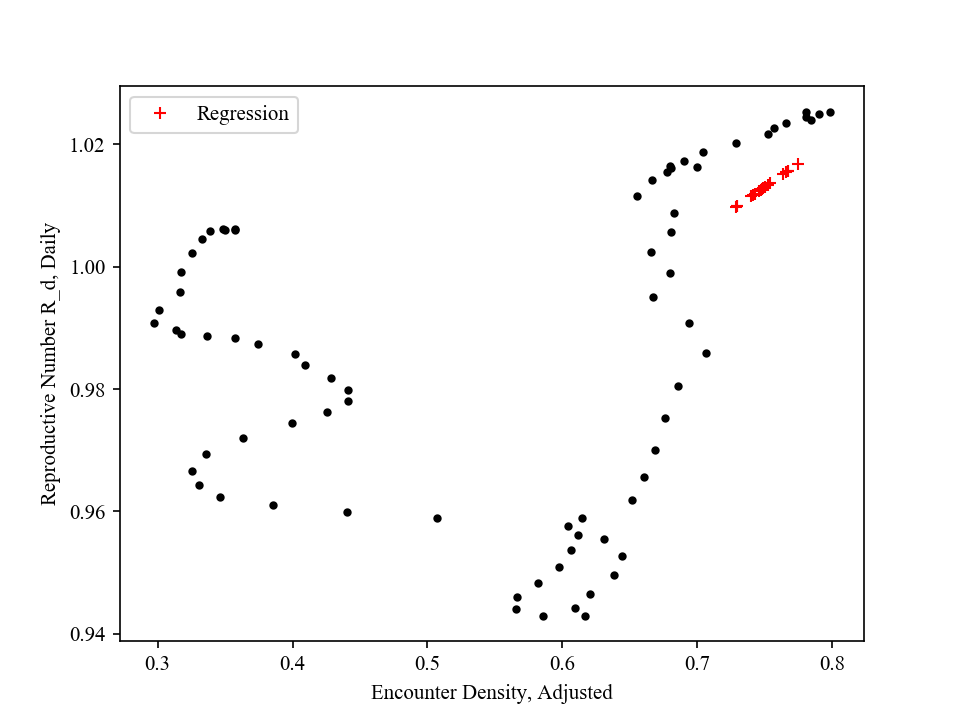 Regression
1.02
1.00
0.98
0.96
0.94
Reproductive Number R_d, Daily
0.3 0.4 0.5 0.6 0.7 0.8
Encounter Density, Adjusted